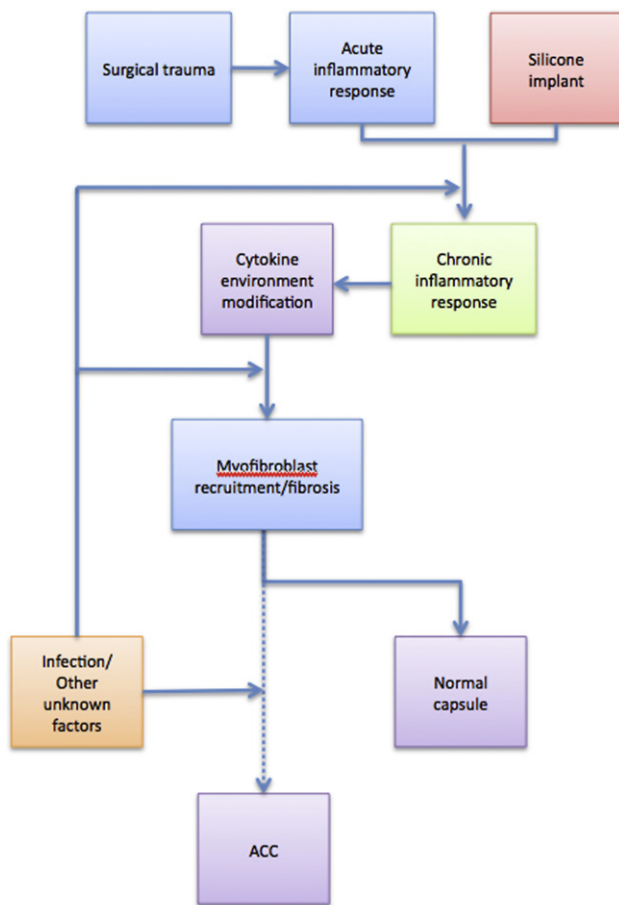 Surgical trauma
Acute
inflammatory
response
Silicone
implant
Cytokine
environment
modification
Chronic
inflammatory
response
Myofibroblast
recruitment/fibrosis
Infection/
Other
unknown
factors
Normal
capsule
ACC